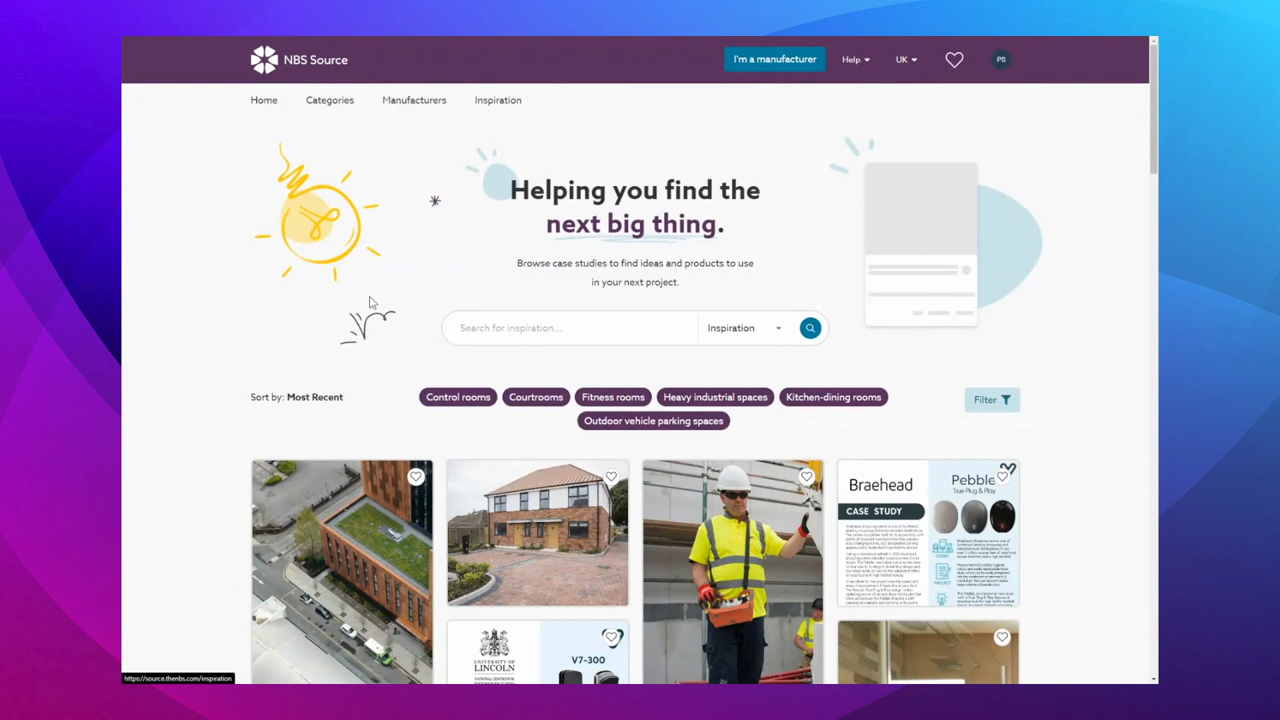 NBS Source
I'm a manufacturer
Help
UK
PS
Home
Categories
Manufacturers
Inspiration
Helping you find the
next big thing.
Browse case studies to find ideas and products to use
in your next project.
Search for inspiration...
Inspiration
Sort by: Most Recent
Control rooms
Courtrooms
Fitness rooms
Heavy industrial spaces
Kitchen-dining rooms
Outdoor vehicle parking spaces
Filter
Braehead
CASE STUDY
Pebble
True Plug & Play
UNIVERSITY OF
LINCOLN
V7-300
https://source.thenbs.com/inspiration